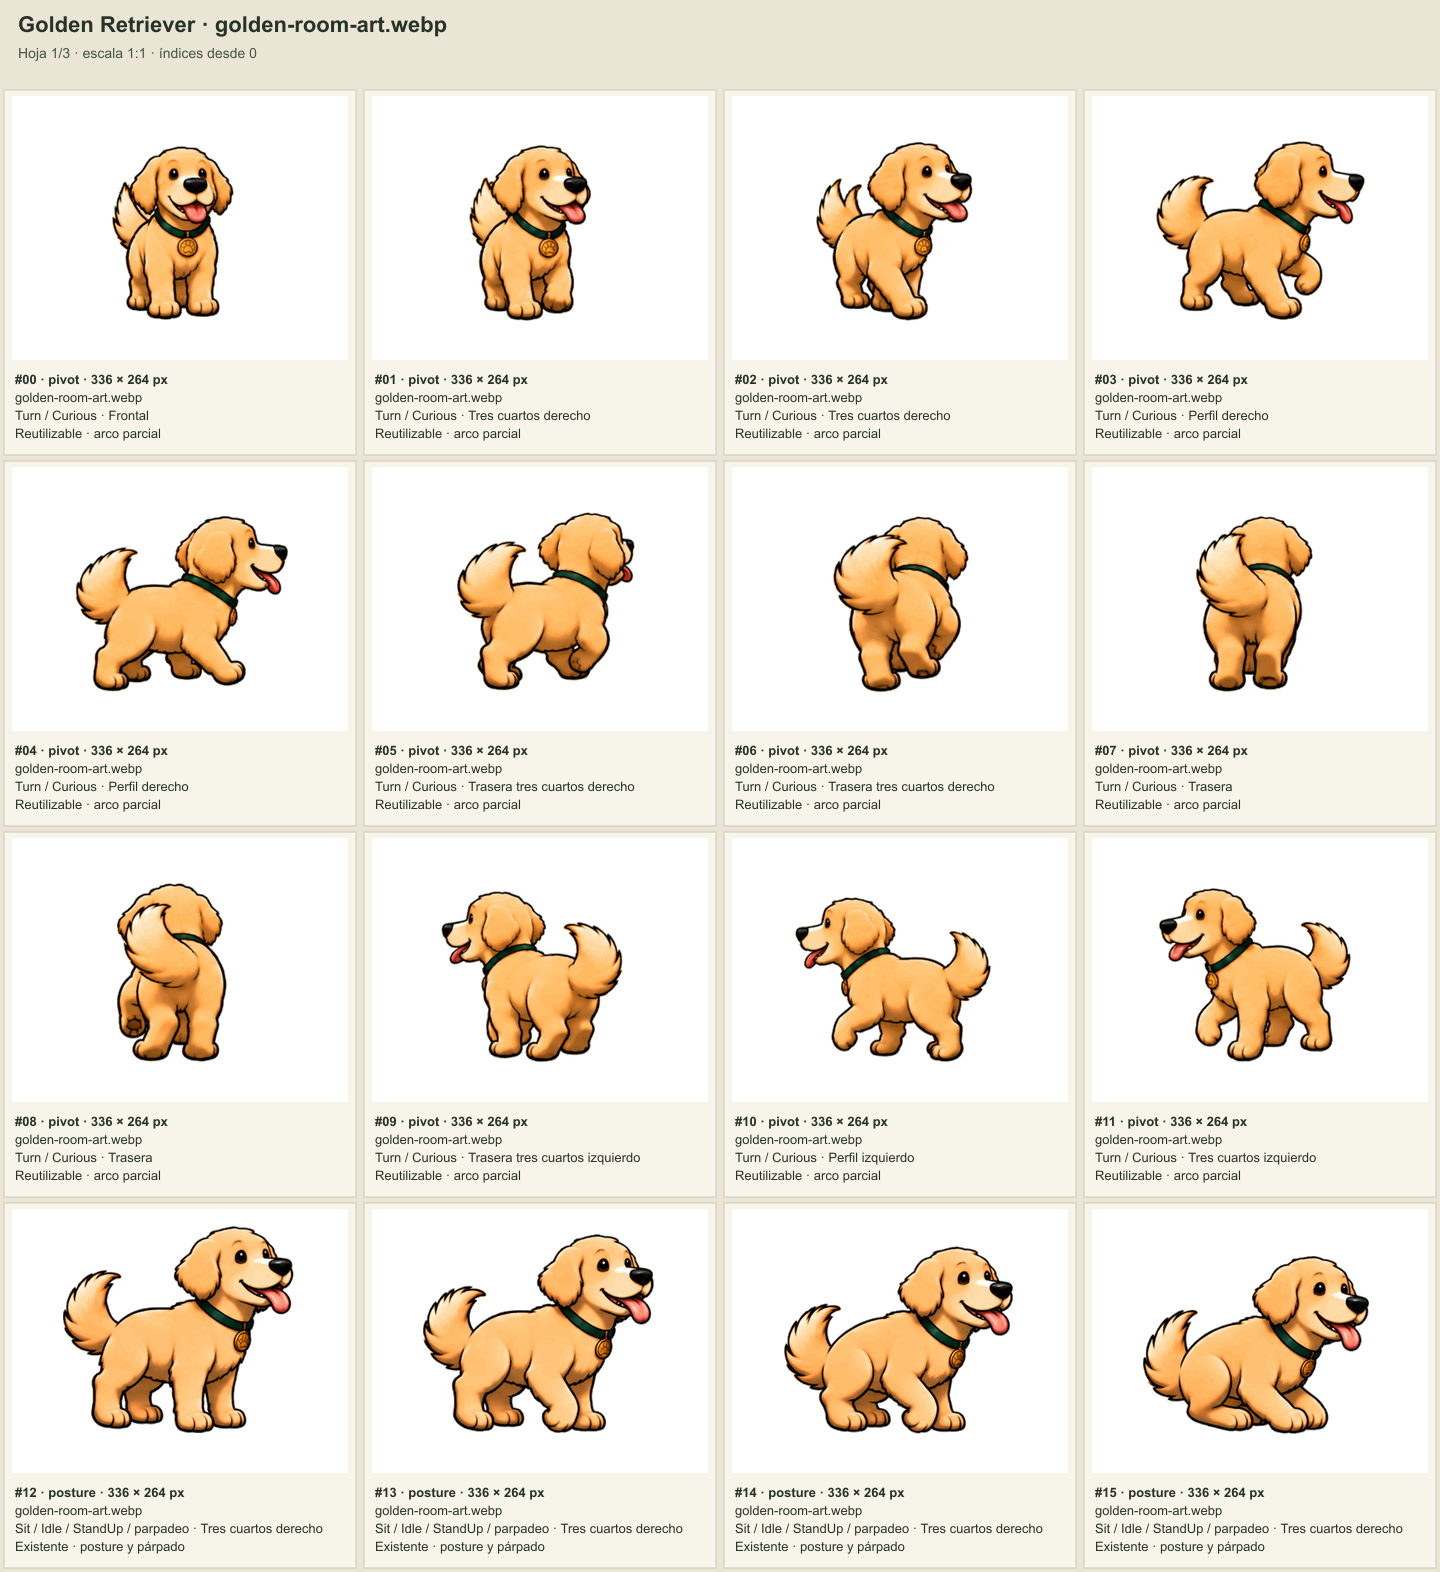 Golden Retriever · golden-room-art.webp
Hoja 1/3 · escala 1:1 · índices desde 0
#00 · pivot · 336 × 264 px
golden-room-art.webp
Turn / Curious · Frontal
Reutilizable · arco parcial
#01 · pivot · 336 × 264 px
golden-room-art.webp
Turn / Curious · Tres cuartos derecho
Reutilizable · arco parcial
#02 · pivot · 336 × 264 px
golden-room-art.webp
Turn / Curious · Tres cuartos derecho
Reutilizable · arco parcial
#03 · pivot · 336 × 264 px
golden-room-art.webp
Turn / Curious · Perfil derecho
Reutilizable · arco parcial
#04 · pivot · 336 × 264 px
golden-room-art.webp
Turn / Curious · Perfil derecho
Reutilizable · arco parcial
#05 · pivot · 336 × 264 px
golden-room-art.webp
Turn / Curious · Trasera tres cuartos derecho
Reutilizable · arco parcial
#06 · pivot · 336 × 264 px
golden-room-art.webp
Turn / Curious · Trasera tres cuartos derecho
Reutilizable · arco parcial
#07 · pivot · 336 × 264 px
golden-room-art.webp
Turn / Curious · Trasera
Reutilizable · arco parcial
#08 · pivot · 336 × 264 px
golden-room-art.webp
Turn / Curious · Trasera
Reutilizable · arco parcial
#09 · pivot · 336 × 264 px
golden-room-art.webp
Turn / Curious · Trasera tres cuartos izquierdo
Reutilizable · arco parcial
#10 · pivot · 336 × 264 px
golden-room-art.webp
Turn / Curious · Perfil izquierdo
Reutilizable · arco parcial
#11 · pivot · 336 × 264 px
golden-room-art.webp
Turn / Curious · Tres cuartos izquierdo
Reutilizable · arco parcial
#12 · posture · 336 × 264 px
golden-room-art.webp
Sit / Idle / StandUp / parpadeo · Tres cuartos derecho
Existente · posture y párpado
#13 · posture · 336 × 264 px
golden-room-art.webp
Sit / Idle / StandUp / parpadeo · Tres cuartos derecho
Existente · posture y párpado
#14 · posture · 336 × 264 px
golden-room-art.webp
Sit / Idle / StandUp / parpadeo · Tres cuartos derecho
Existente · posture y párpado
#15 · posture · 336 × 264 px
golden-room-art.webp
Sit / Idle / StandUp / parpadeo · Tres cuartos derecho
Existente · posture y párpado